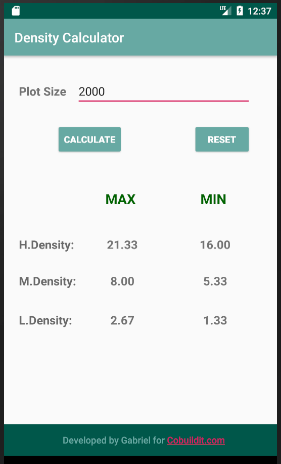 LTE 12:37
Density Calculator
Plot Size 2000
CALCULATE RESET
MAX MIN
H.Density: 21.33 16.00
M.Density: 8.00 5.33
L.Density: 2.67 1.33
Developed by Gabriel for Cobuildit.com